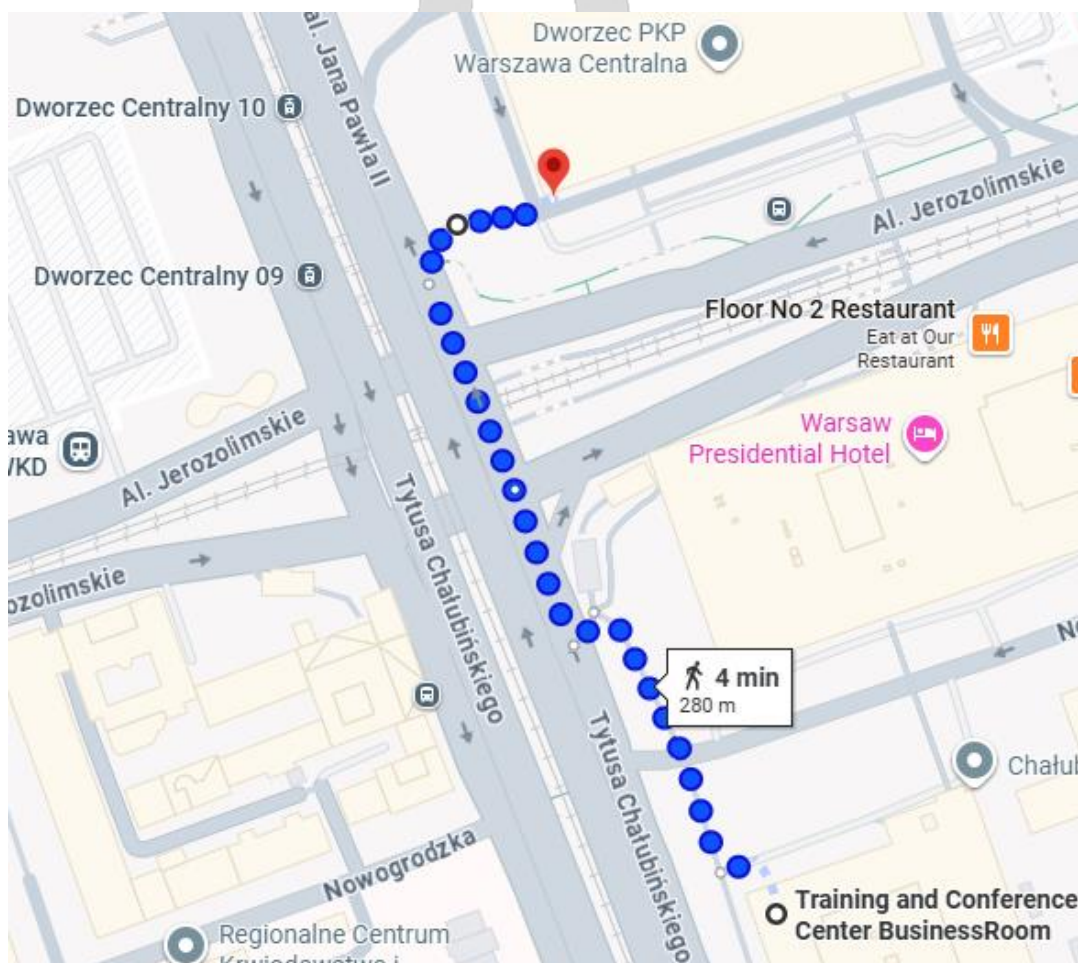 Dworzec PKP
Warszawa Centralna
al. Jana Pawła II
Dworzec Centralny 10
Al. Jerozolimskie
Dworzec Centralny 09
Floor No 2 Restaurant
Eat at Our
Restaurant
Warsaw
Presidential Hotel
Al. Jerozolimskie
Tytusa Chałubińskiego
4 min
280 m
Tytusa Chałubińskiego
Nowogrodzka
Training and Conference
Center BusinessRoom
Regionalne Centrum